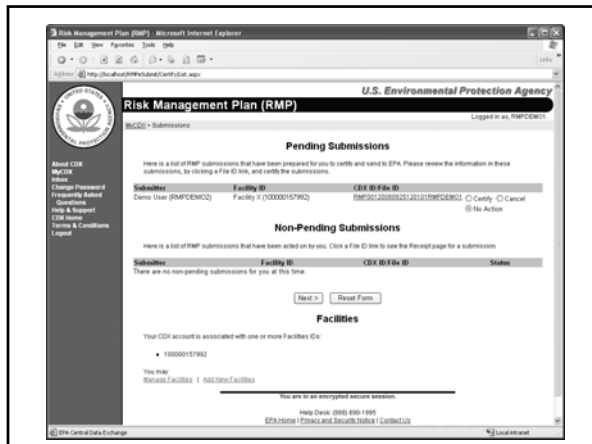 Risk Management Plan (RMP) - Microsoft Internet Explorer
File Edit View Favorites Tools Help
Links
Address http://localhost/RMPeSubmit/CertifyList.aspx
UNITED STATES
U.S. Environmental Protection Agency
Risk Management Plan (RMP)
Logged in as, RMPDEMO1.
MyCDX > Submissions
Pending Submissions
About CDX
MyCDX
Inbox
Change Password
Frequently Asked
Questions
Help & Support
CDX Home
Terms & Conditions
Logout
Here is a list of RMP submissions that have been prepared for you to certify and send to EPA. Please review the information in these
submissions, by clicking a File ID link, and certify the submissions.
Submitter Facility ID CDX ID/File ID
Demo User (RMPDEMO2) Facility X (100000157992) Certify Cancel
No Action
Non-Pending Submissions
Here is a list of RMP submissions that have been acted on by you. Click a File ID link to see the Receipt page for a submission.
Submitter Facility ID CDX ID/File ID Status
There are no non-pending submissions for you at this time.
Next > Reset Form
Facilities
Your CDX account is associated with one or more Facilities IDs:
• 100000157992
You may:
Manage Facilities | Add New Facilities
You are in an encrypted secure session.
Help Desk: (888) 890-1995
EPA Home | Privacy and Security Notice | Contact Us
EPA Central Data Exchange
Local intranet